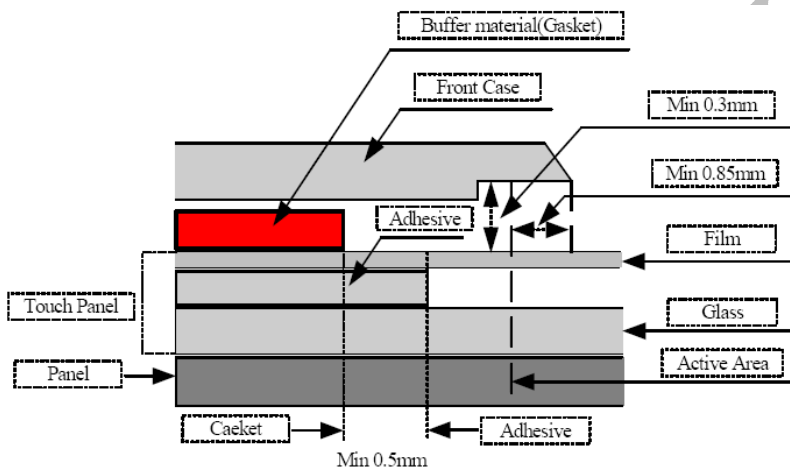 Buffer material(Gasket)
Front Case
Min 0.3mm
Min 0.85mm
Adhesive
Film
Touch Panel
Glass
Panel
Active Area
Caeket
Adhesive
Min 0.5mm